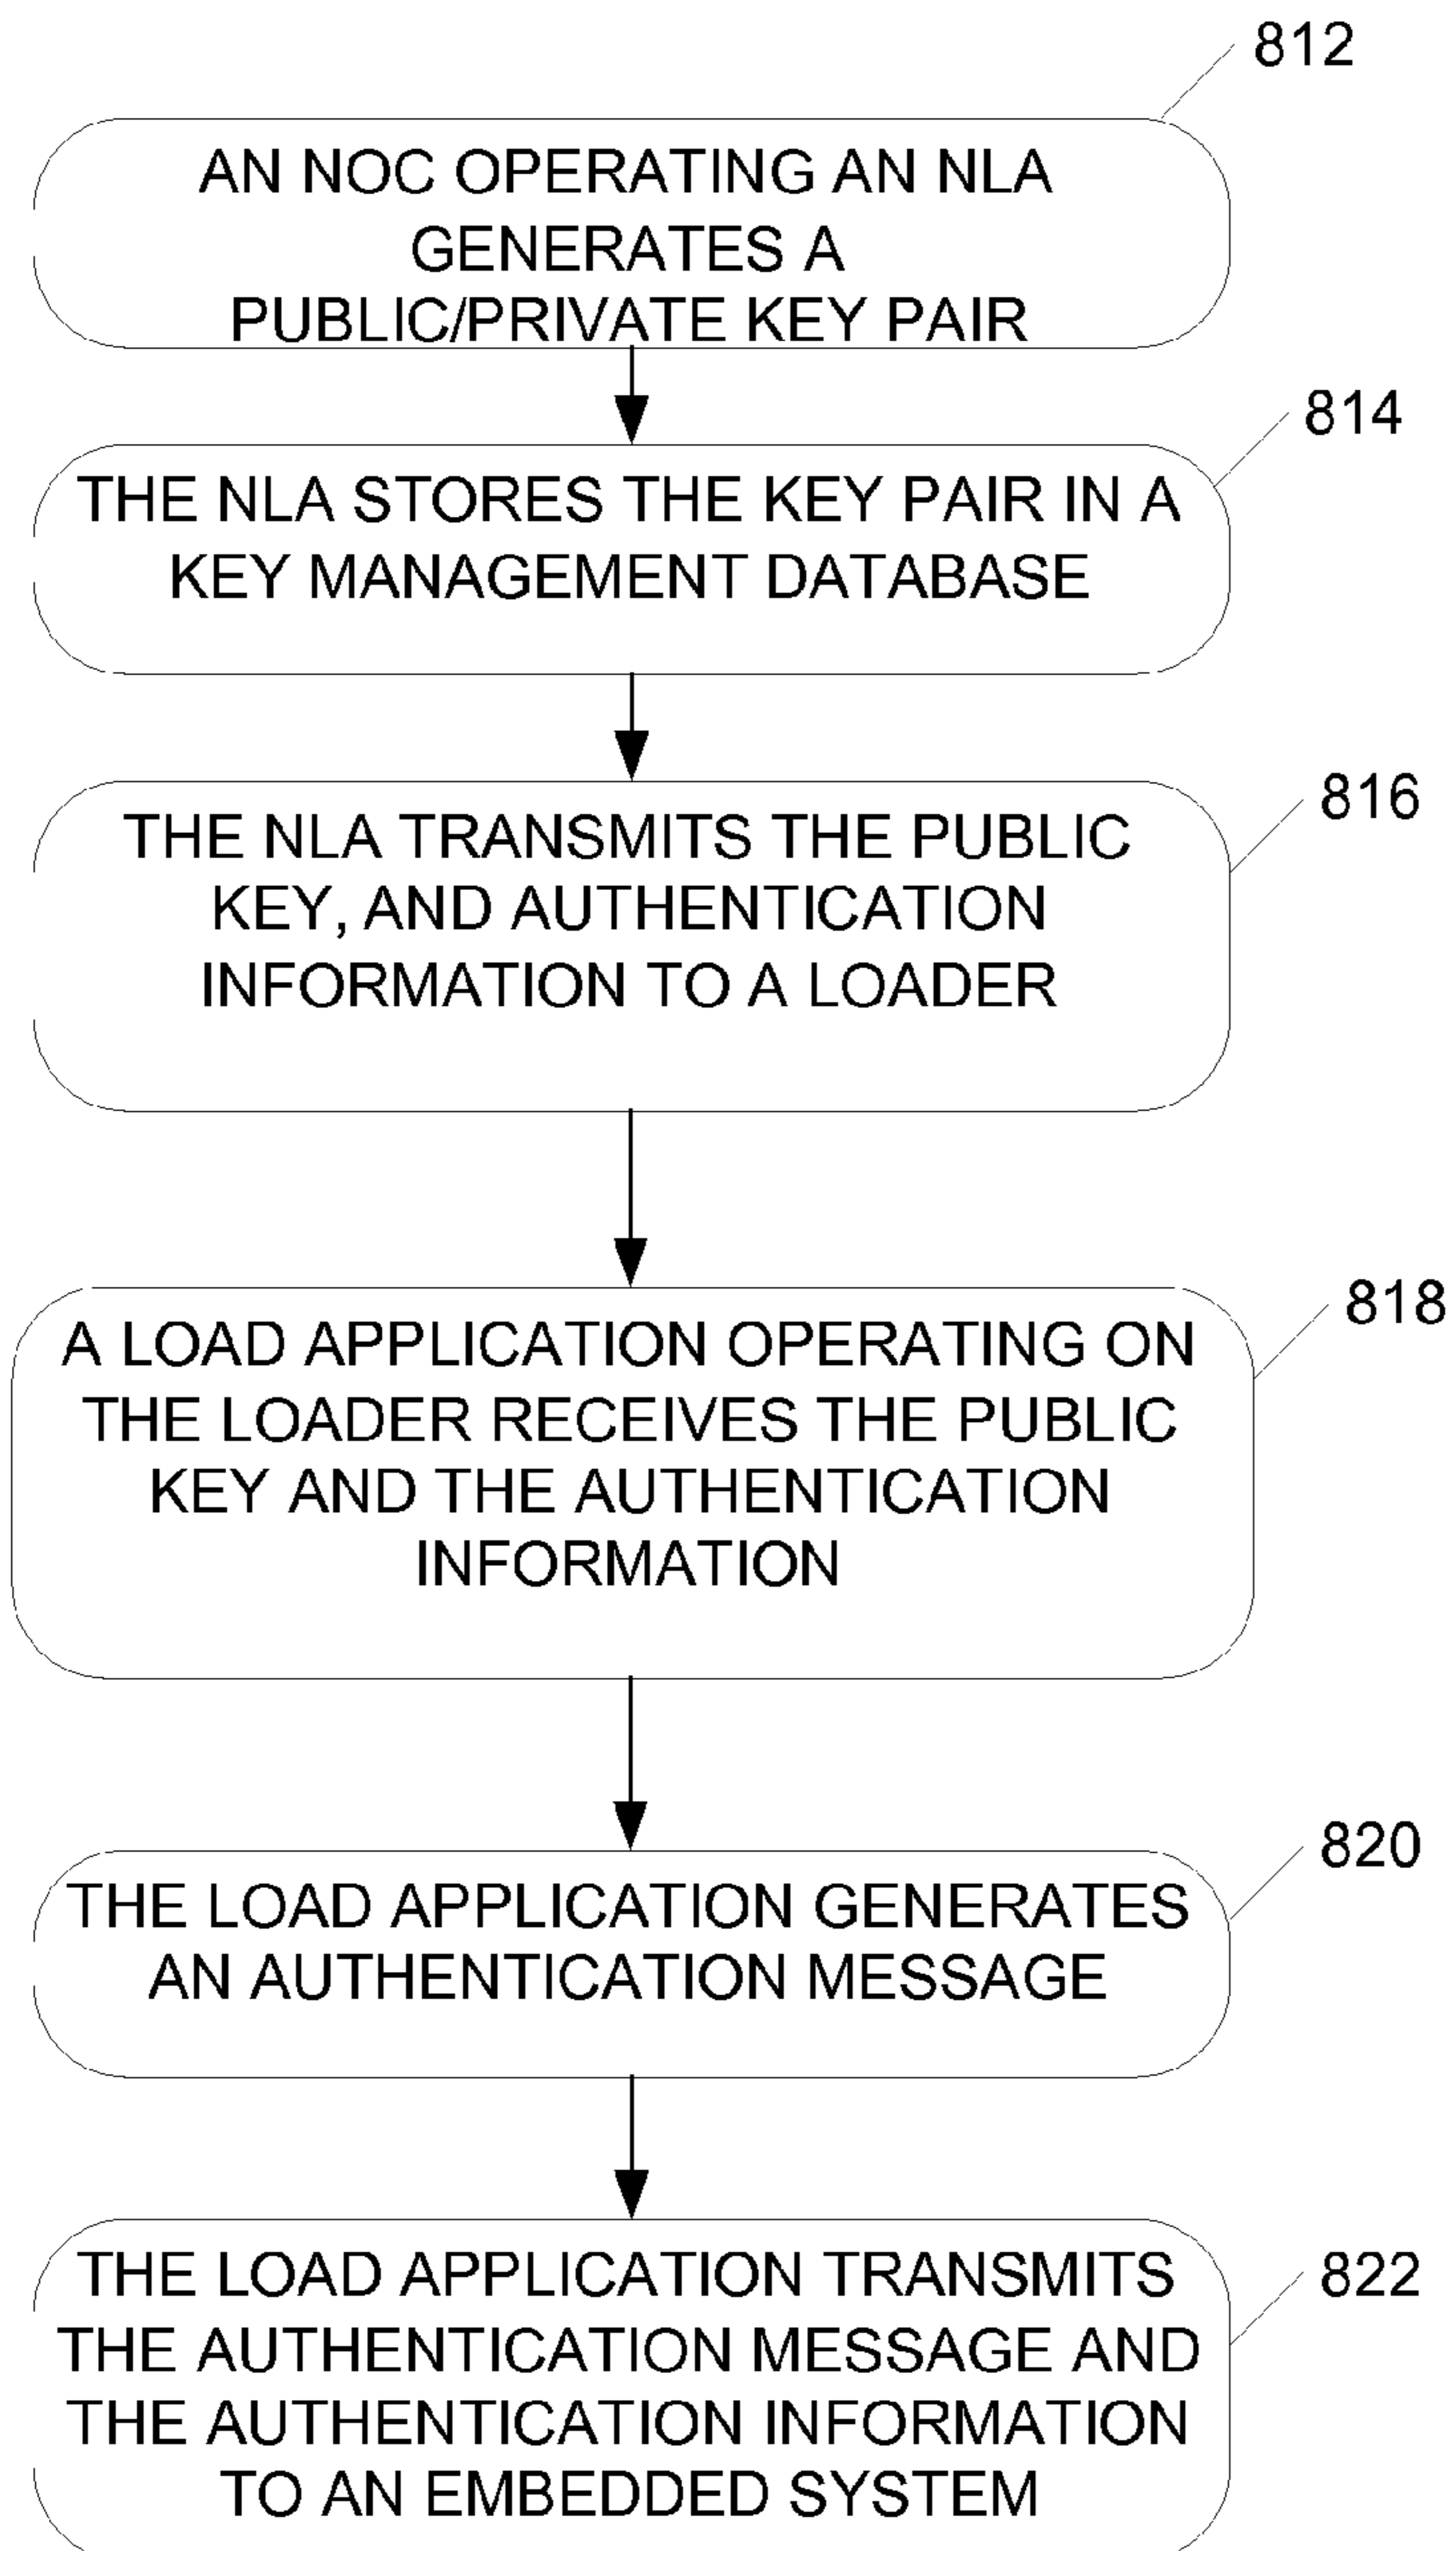 812
AN NOC OPERATING AN NLA
GENERATES A
PUBLIC/PRIVATE KEY PAIR
814
THE NLA STORES THE KEY PAIR IN A
KEY MANAGEMENT DATABASE
816
THE NLA TRANSMITS THE PUBLIC
KEY, AND AUTHENTICATION
INFORMATION TO A LOADER
818
A LOAD APPLICATION OPERATING ON
THE LOADER RECEIVES THE PUBLIC
KEY AND THE AUTHENTICATION
INFORMATION
820
THE LOAD APPLICATION GENERATES
AN AUTHENTICATION MESSAGE
822
THE LOAD APPLICATION TRANSMITS
THE AUTHENTICATION MESSAGE AND
THE AUTHENTICATION INFORMATION
TO AN EMBEDDED SYSTEM